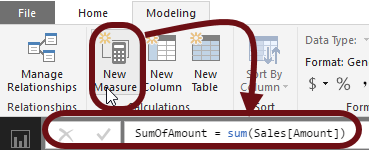 File Home Modeling
Manage Relationships
New Measure
New Column
New Table
Sort By Column
Data Type:
Format: Gen
$ % ,
Relationships Calculations Sort
SumOfAmount = sum(Sales[Amount])